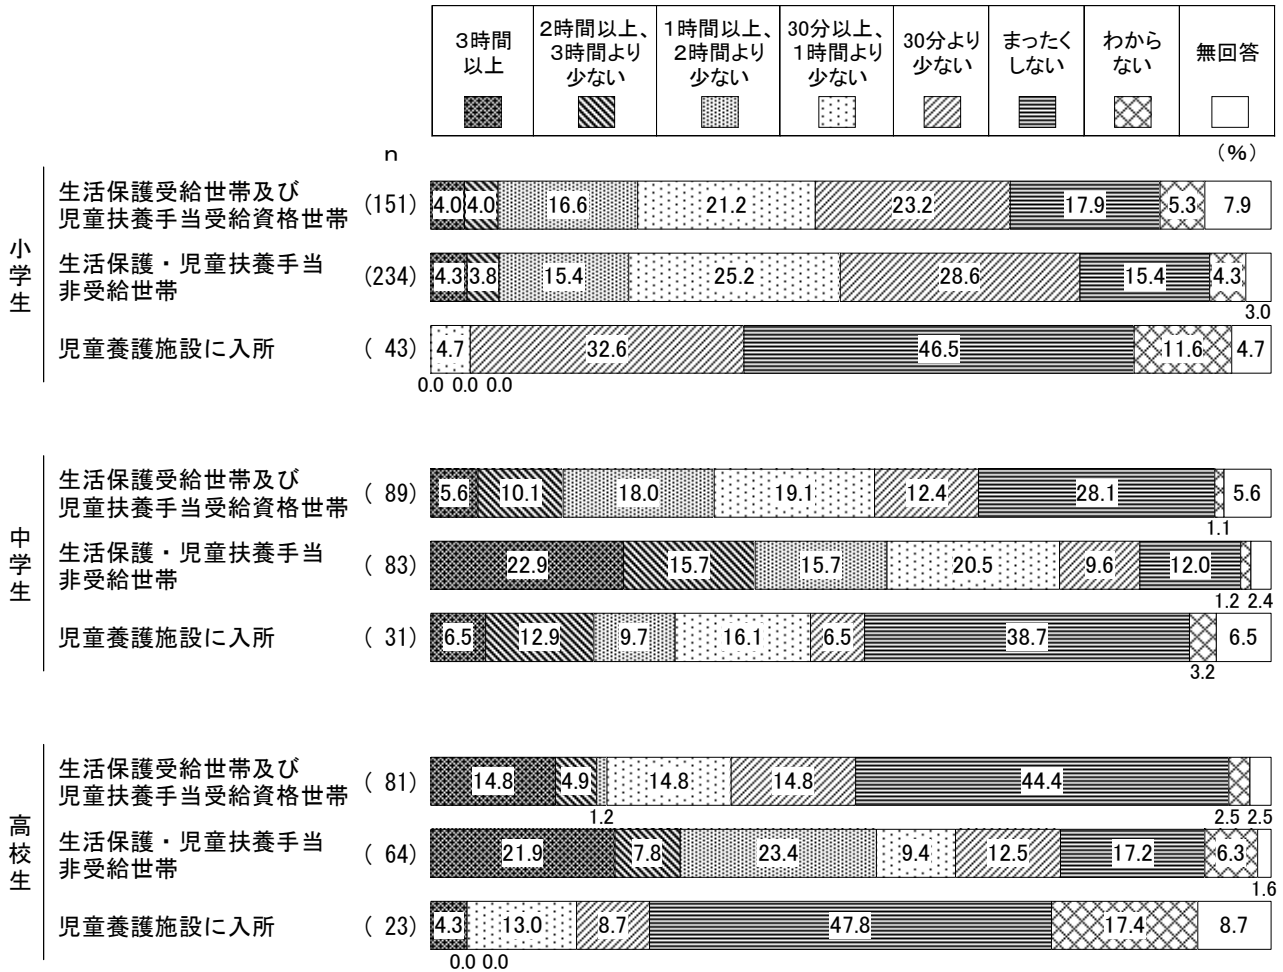 3時間
以上
2時間以上、
3時間より
少ない
1時間以上、
2時間より
少ない
30分以上、
1時間より
少ない
30分より
少ない
まったく
しない
わから
ない
無回答
n
(%)
小学生
生活保護受給世帯及び
児童扶養手当受給資格世帯
(151)
4.0 4.0 16.6 21.2 23.2 17.9 5.3 7.9
生活保護・児童扶養手当
非受給世帯
(234)
4.3 3.8 15.4 25.2 28.6 15.4 4.3
3.0
児童養護施設に入所
( 43)
4.7 32.6 46.5 11.6 4.7
0.0 0.0 0.0
中学生
生活保護受給世帯及び
児童扶養手当受給資格世帯
( 89)
5.6 10.1 18.0 19.1 12.4 28.1 5.6
1.1
生活保護・児童扶養手当
非受給世帯
( 83)
22.9 15.7 15.7 20.5 9.6 12.0
1.2 2.4
児童養護施設に入所
( 31)
6.5 12.9 9.7 16.1 6.5 38.7 6.5
3.2
高校生
生活保護受給世帯及び
児童扶養手当受給資格世帯
( 81)
14.8 4.9 14.8 14.8 44.4
1.2 2.5 2.5
生活保護・児童扶養手当
非受給世帯
( 64)
21.9 7.8 23.4 9.4 12.5 17.2 6.3
1.6
児童養護施設に入所
( 23)
4.3 13.0 8.7 47.8 17.4 8.7
0.0 0.0